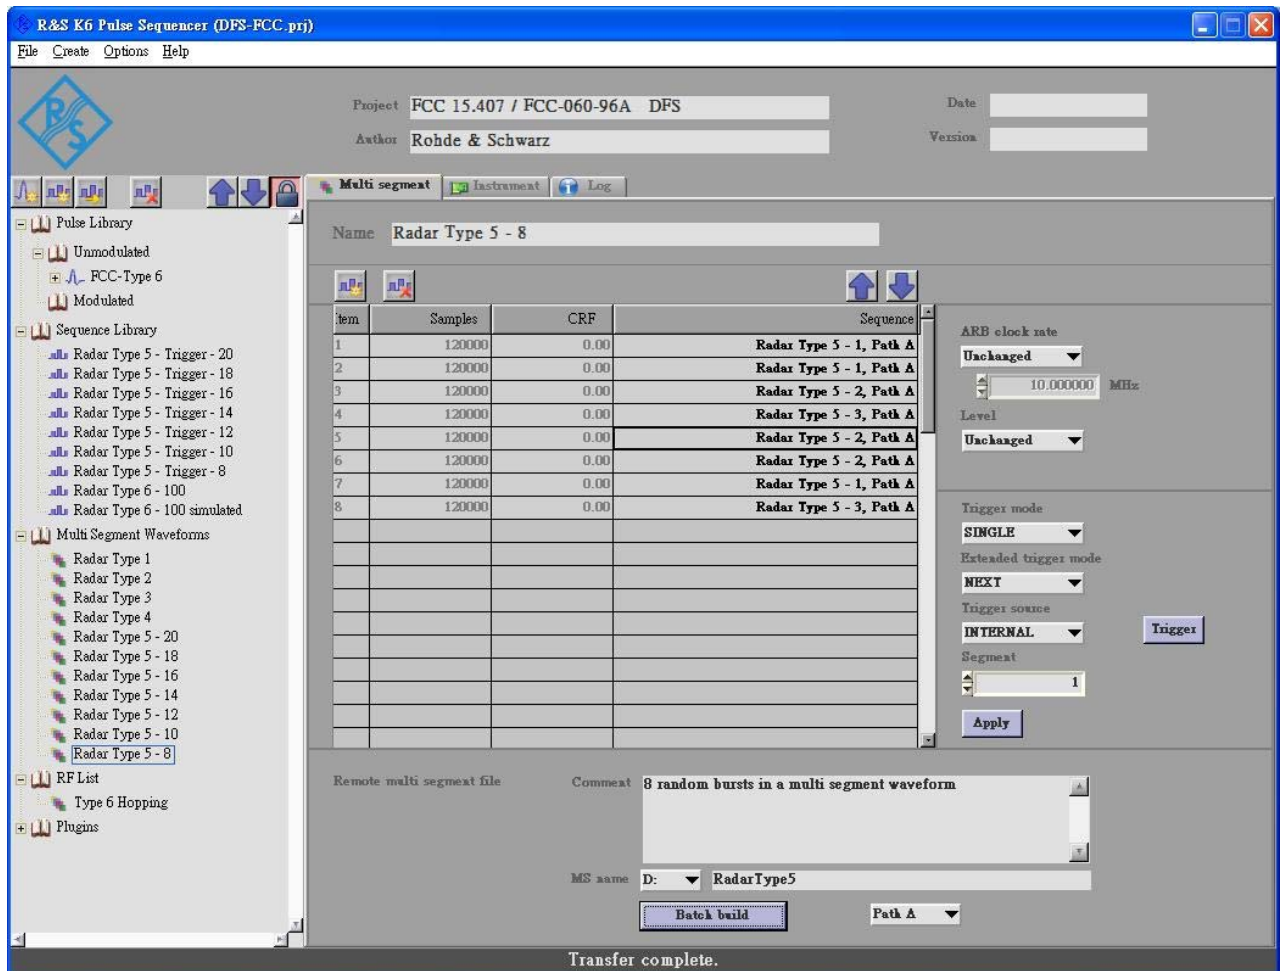 R&S K6 Pulse Sequencer (DFS-FCC.prj)
File Create Options Help
R&S
Project FCC 15.407 / FCC-060-96A DFS
Date
Author Rohde & Schwarz
Version
Multi segment Instrument Log
Pulse Library
Unmodulated
FCC-Type 6
Modulated
Sequence Library
Radar Type 5 - Trigger - 20
Radar Type 5 - Trigger - 18
Radar Type 5 - Trigger - 16
Radar Type 5 - Trigger - 14
Radar Type 5 - Trigger - 12
Radar Type 5 - Trigger - 10
Radar Type 5 - Trigger - 8
Radar Type 6 - 100
Radar Type 6 - 100 simulated
Multi Segment Waveforms
Radar Type 1
Radar Type 2
Radar Type 3
Radar Type 4
Radar Type 5 - 20
Radar Type 5 - 18
Radar Type 5 - 16
Radar Type 5 - 14
Radar Type 5 - 12
Radar Type 5 - 10
Radar Type 5 - 8
RF List
Type 6 Hopping
Plugins
Name Radar Type 5 - 8
Item Samples CRF Sequence
1 120000 0.00 Radar Type 5 - 1, Path A
2 120000 0.00 Radar Type 5 - 1, Path A
3 120000 0.00 Radar Type 5 - 2, Path A
4 120000 0.00 Radar Type 5 - 3, Path A
5 120000 0.00 Radar Type 5 - 2, Path A
6 120000 0.00 Radar Type 5 - 2, Path A
7 120000 0.00 Radar Type 5 - 1, Path A
8 120000 0.00 Radar Type 5 - 3, Path A
ARB clock rate
Unchanged
10.000000 MHz
Level
Unchanged
Trigger mode
SINGLE
Extended trigger mode
NEXT
Trigger source
INTERNAL
Trigger
Segment
1
Apply
Remote multi segment file
Comment 8 random bursts in a multi segment waveform
MS name D: RadarType5
Batch build Path A
Transfer complete.